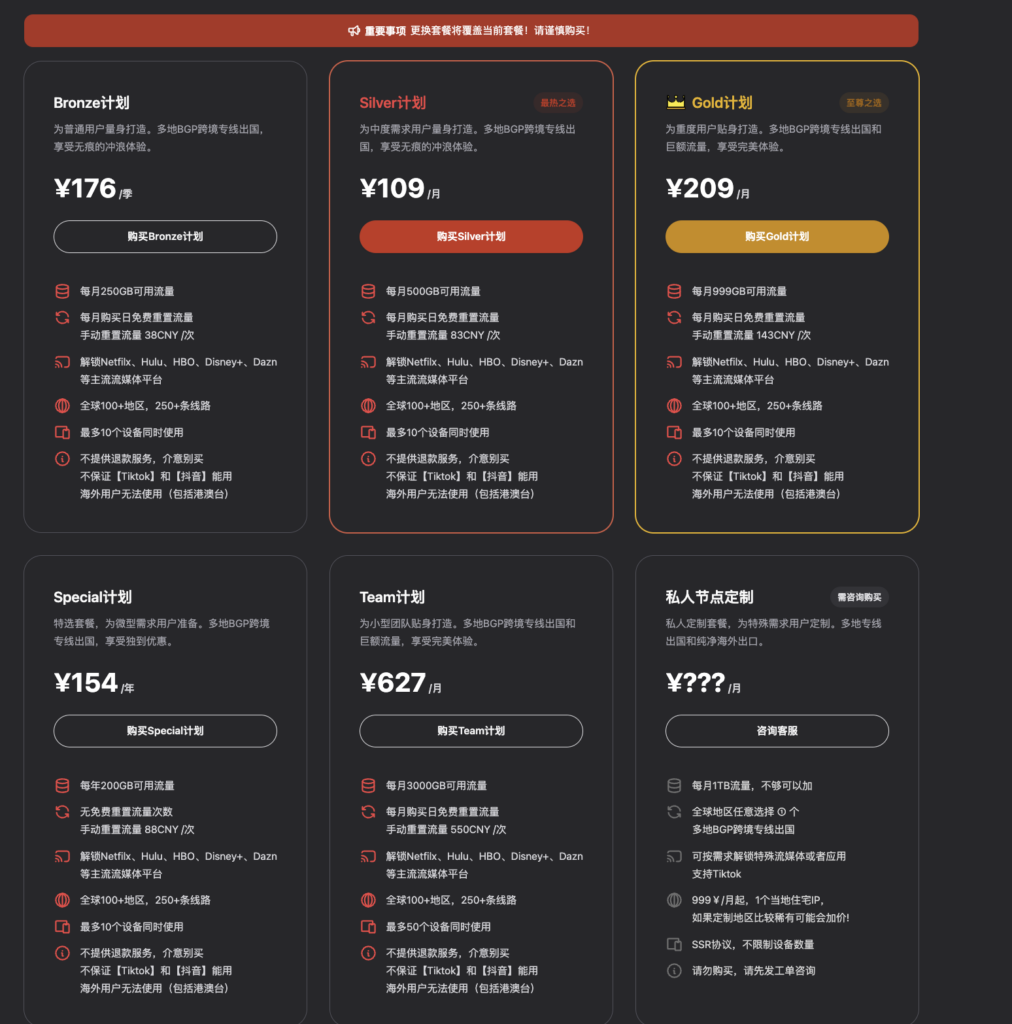 重要事项 更换套餐将覆盖当前套餐！请谨慎购买！
Bronze计划
为普通用户量身打造。多地BGP跨境专线出国，
享受无痕的冲浪体验。
¥176 /季
购买Bronze计划
每月250GB可用流量
每月购买日免费重置流量
手动重置流量 38CNY /次
解锁Netfilx、Hulu、HBO、Disney+、Dazn
等主流流媒体平台
全球100+地区，250+条线路
最多10个设备同时使用
不提供退款服务，介意别买
不保证【Tiktok】和【抖音】能用
海外用户无法使用（包括港澳台）
Silver计划
最热之选
为中度需求用户量身打造。多地BGP跨境专线出
国，享受无痕的冲浪体验。
¥109 /月
购买Silver计划
每月500GB可用流量
每月购买日免费重置流量
手动重置流量 83CNY /次
解锁Netfilx、Hulu、HBO、Disney+、Dazn
等主流流媒体平台
全球100+地区，250+条线路
最多10个设备同时使用
不提供退款服务，介意别买
不保证【Tiktok】和【抖音】能用
海外用户无法使用（包括港澳台）
Gold计划
至尊之选
为重度用户贴身打造。多地BGP跨境专线出国和
巨额流量，享受完美体验。
¥209 /月
购买Gold计划
每月999GB可用流量
每月购买日免费重置流量
手动重置流量 143CNY /次
解锁Netfilx、Hulu、HBO、Disney+、Dazn
等主流流媒体平台
全球100+地区，250+条线路
最多10个设备同时使用
不提供退款服务，介意别买
不保证【Tiktok】和【抖音】能用
海外用户无法使用（包括港澳台）
Special计划
特选套餐，为微型需求用户准备。多地BGP跨境
专线出国，享受独到优惠。
¥154 /年
购买Special计划
每年200GB可用流量
无免费重置流量次数
手动重置流量 88CNY /次
解锁Netfilx、Hulu、HBO、Disney+、Dazn
等主流流媒体平台
全球100+地区，250+条线路
最多10个设备同时使用
不提供退款服务，介意别买
不保证【Tiktok】和【抖音】能用
海外用户无法使用（包括港澳台）
Team计划
为小型团队贴身打造。多地BGP跨境专线出国和
巨额流量，享受完美体验。
¥627 /月
购买Team计划
每月3000GB可用流量
每月购买日免费重置流量
手动重置流量 550CNY /次
解锁Netfilx、Hulu、HBO、Disney+、Dazn
等主流流媒体平台
全球100+地区，250+条线路
最多50个设备同时使用
不提供退款服务，介意别买
不保证【Tiktok】和【抖音】能用
海外用户无法使用（包括港澳台）
私人节点定制
需咨询购买
私人定制套餐，为特殊需求用户定制。多地专线
出国和纯净海外出口。
¥??? /月
咨询客服
每月1TB流量，不够可以加
全球地区任意选择 ① 个
多地BGP跨境专线出国
可按需求解锁特殊流媒体或者应用
支持Tiktok
999￥/月起，1个当地住宅IP，
如果定制地区比较稀有可能会加价!
SSR协议，不限制设备数量
请勿购买，请先发工单咨询